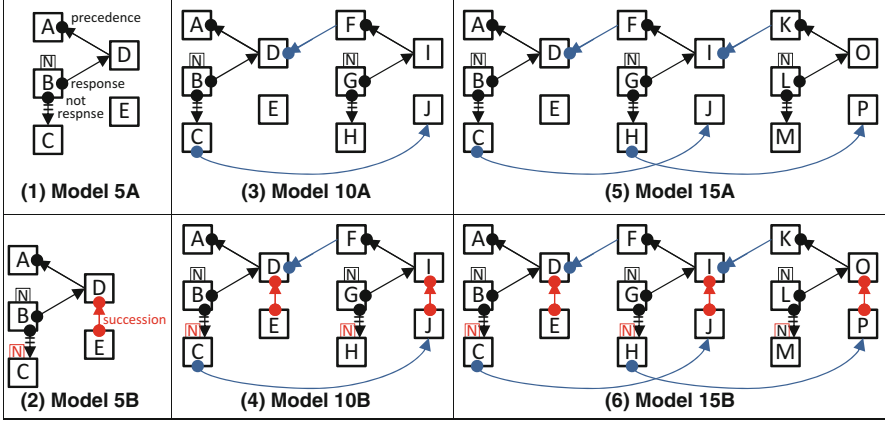 A
precedence
D
N
B
response
not
respnse
E
C
(1) Model 5A
A
F
D
I
N
N
B
G
E
J
C
H
(3) Model 10A
A
F
K
D
I
O
N
N
N
B
G
L
E
J
P
C
H
M
(5) Model 15A
A
D
N
B
succession
N
E
C
(2) Model 5B
A
F
D
I
N
N
B
G
N
N
E
J
C
H
(4) Model 10B
A
F
K
D
I
O
N
N
N
B
G
L
N
N
N
E
J
P
C
H
M
(6) Model 15B